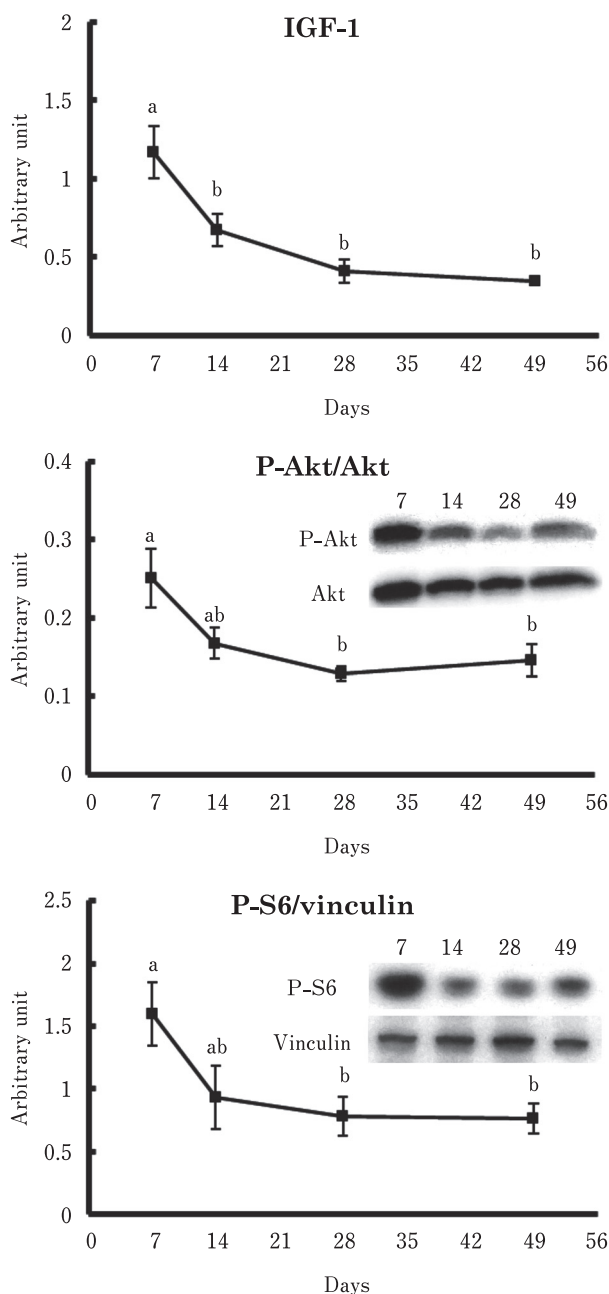 IGF-1
2
1.5
1
0.5
0
Arbitrary unit
a
b
b
b
0 7 14 21 28 35 42 49 56
Days
P-Akt/Akt
0.4
0.3
0.2
0.1
0
Arbitrary unit
a
ab
b
b
7 14 28 49
P-Akt
Akt
0 7 14 21 28 35 42 49 56
Days
P-S6/vinculin
2.5
2
1.5
1
0.5
0
Arbitrary unit
a
ab
b
b
7 14 28 49
P-S6
Vinculin
0 7 14 21 28 35 42 49 56
Days